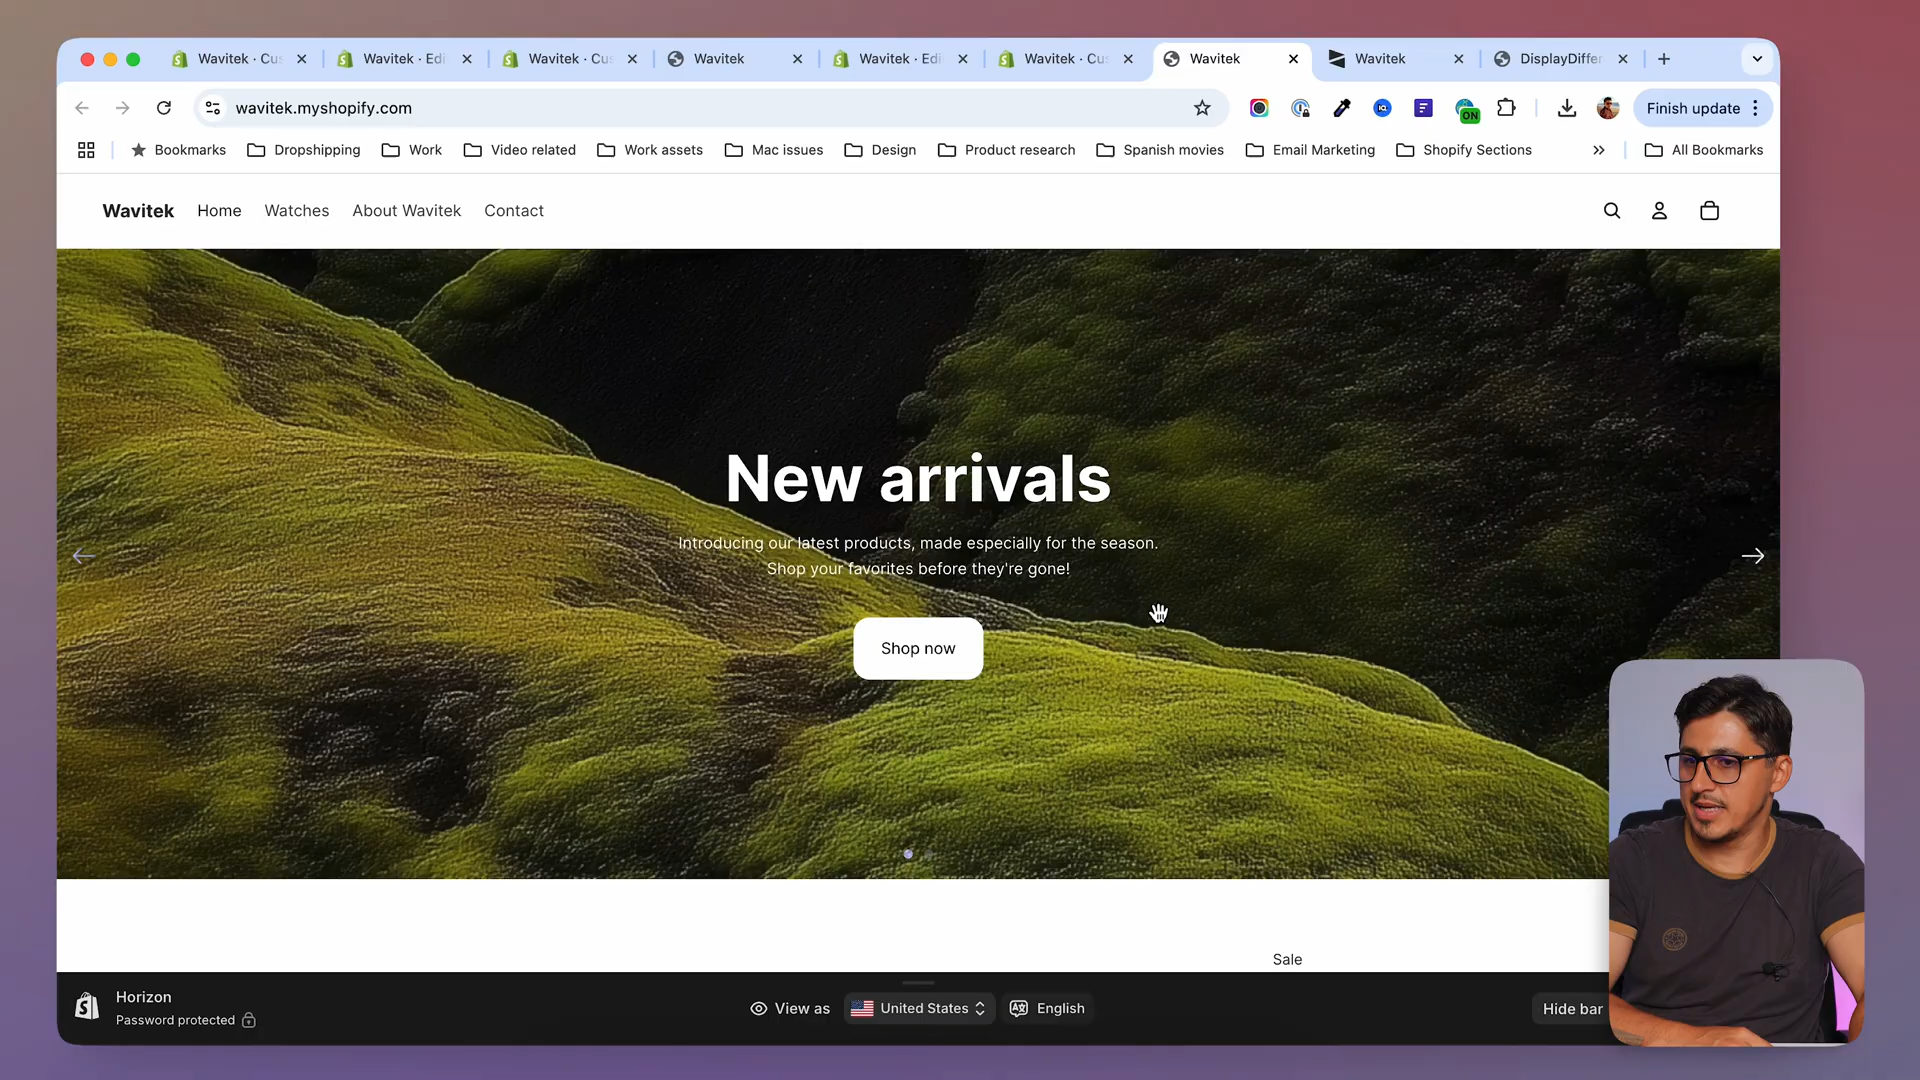 Wavitek · Cu
Wavitek · Edi
Wavitek · Cu
Wavitek
Wavitek · Edi
Wavitek · Cu
Wavitek
Wavitek
DisplayDiffer
wavitek.myshopify.com
ON
Finish update
Bookmarks
Dropshipping
Work
Video related
Work assets
Mac issues
Design
Product research
Spanish movies
Email Marketing
Shopify Sections
All Bookmarks
Wavitek
Home
Watches
About Wavitek
Contact
New arrivals
Introducing our latest products, made especially for the season.
Shop your favorites before they're gone!
Shop now
Sale
Horizon
Password protected
View as
United States
English
Hide bar